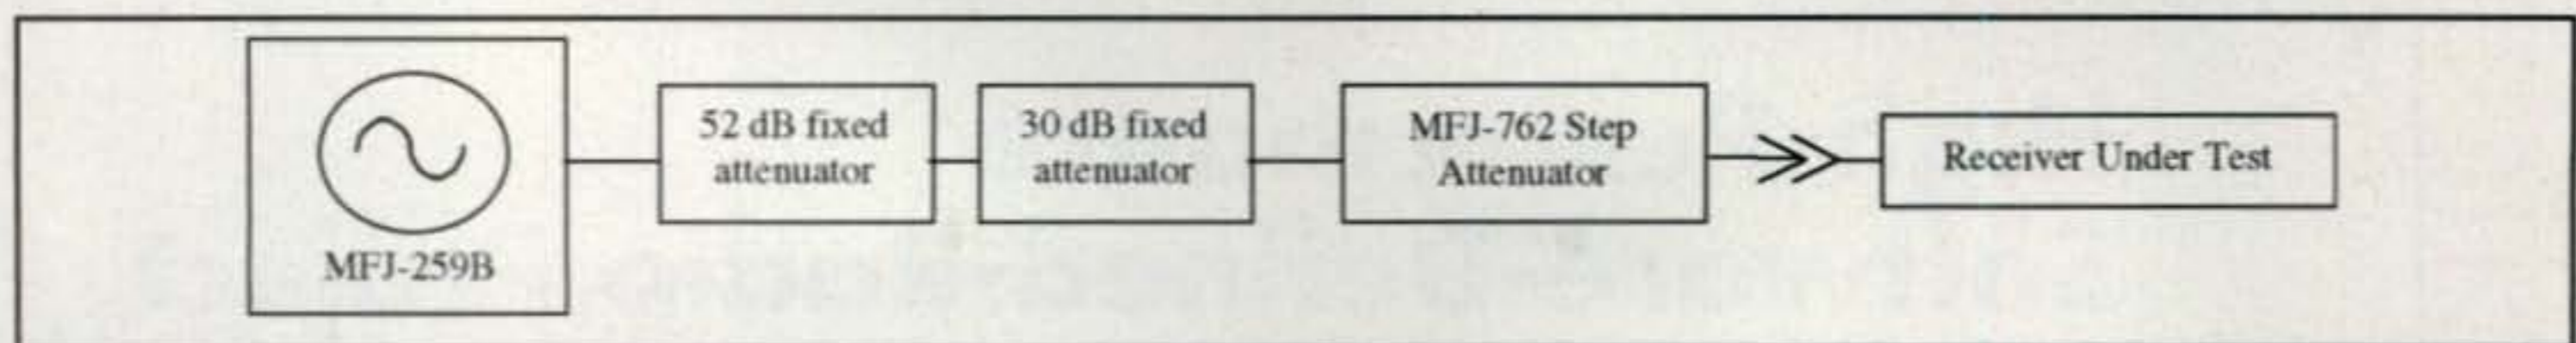 MFJ-259B
52 dB fixed
attenuator
30 dB fixed
attenuator
MFJ-762 Step
Attenuator
Receiver Under Test